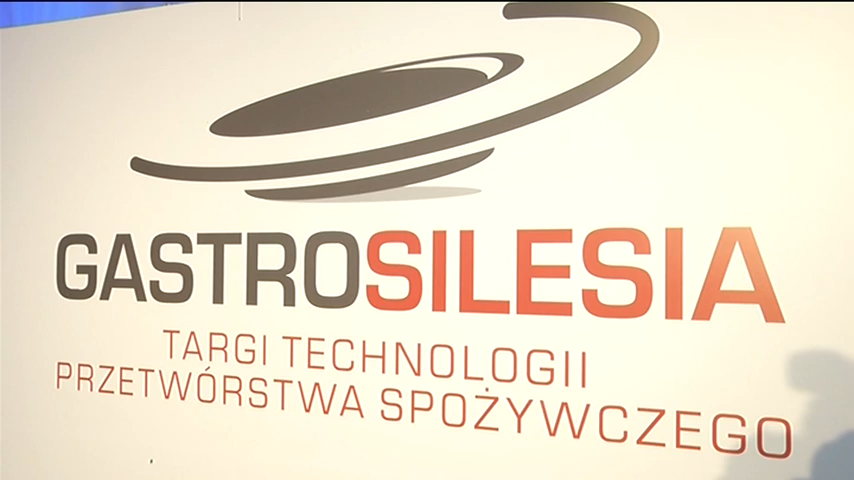 GASTROSILESIA
TARGI TECHNOLOGII
PRZETWÓRSTWA SPOŻYWCZEGO